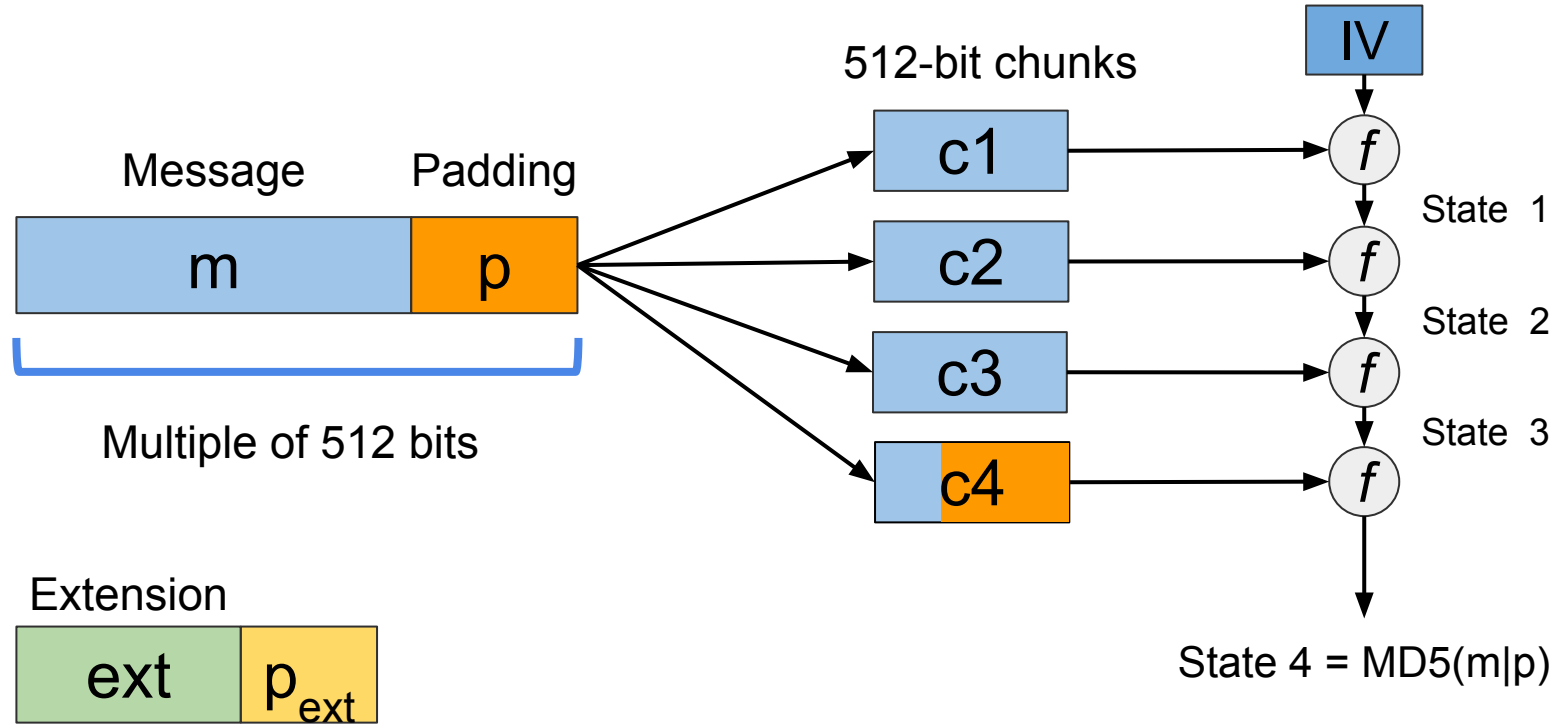 IV
512-bit chunks
c1
f
Message Padding
State 1
m p
c2
f
State 2
c3
f
Multiple of 512 bits
State 3
c4
f
Extension
ext p_ext
State 4 = MD5(m|p)